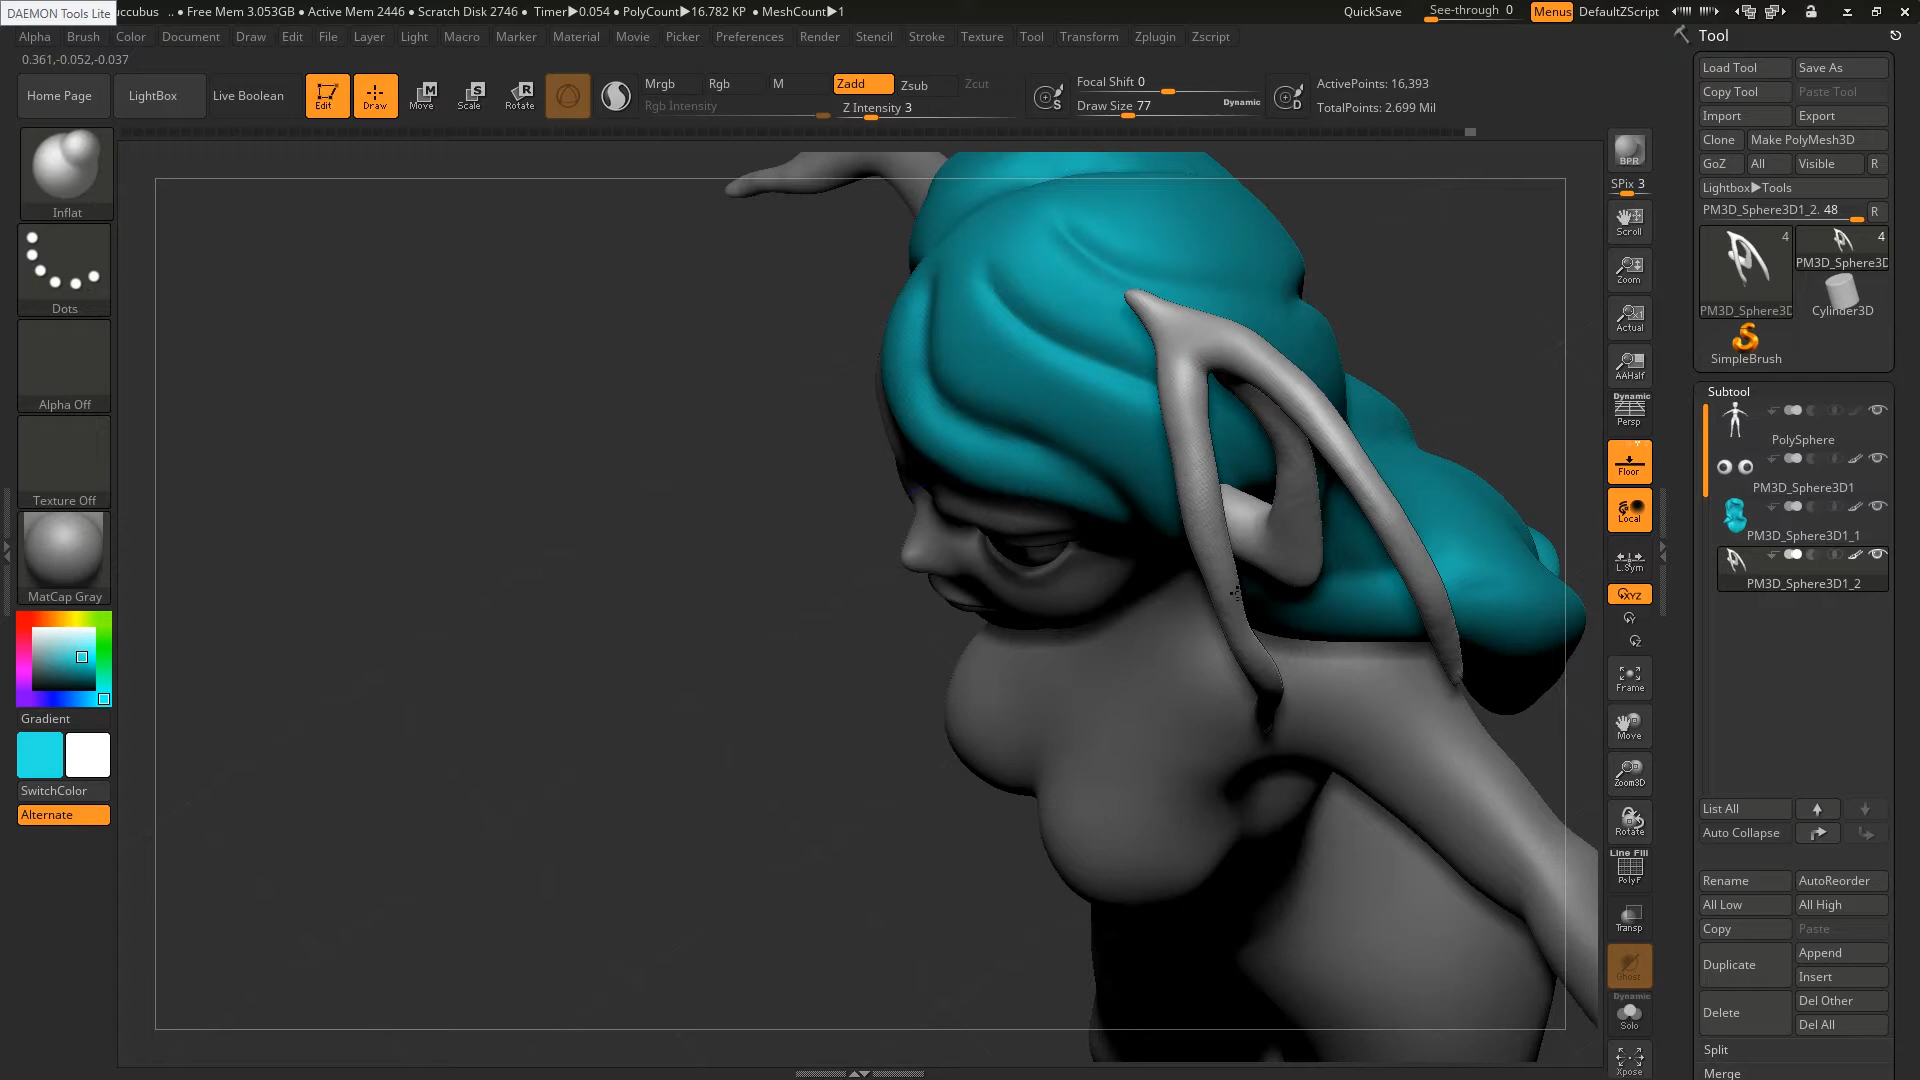 DAEMON Tools Lite
ccubus .. ● Free Mem 3.053GB ● Active Mem 2446 ● Scratch Disk 2746 ● Timer▶0.054 ● PolyCount▶16.782 KP ● MeshCount▶1
QuickSave See-through 0 Menus DefaultZScript
Alpha Brush Color Document Draw Edit File Layer Light Macro Marker Material Movie Picker Preferences Render Stencil Stroke Texture Tool Transform Zplugin Zscript
0.361,-0.052,-0.037
Home Page LightBox Live Boolean Edit Draw Move Scale Rotate
Mrgb Rgb M Zadd Zsub Zcut
Rgb Intensity Z Intensity 3
Focal Shift 0
Draw Size 77 Dynamic
ActivePoints: 16,393
TotalPoints: 2.699 Mil
Inflat
Dots
Alpha Off
Texture Off
MatCap Gray
Gradient
SwitchColor
Alternate
BPR
SPix 3
Scroll
Zoom
Actual
AAHalf
Dynamic
Persp
Floor
Local
L.Sym
XYZ
Frame
Move
Zoom3D
Rotate
Line Fill
PolyF
Transp
Ghost
Dynamic
Solo
Xpose
Tool
Load Tool Save As
Copy Tool Paste Tool
Import Export
Clone Make PolyMesh3D
GoZ All Visible R
Lightbox▶Tools
PM3D_Sphere3D1_2. 48 R
4 4
PM3D_Sphere3D
PM3D_Sphere3D
Cylinder3D
SimpleBrush
Subtool
PolySphere
PM3D_Sphere3D1
PM3D_Sphere3D1_1
PM3D_Sphere3D1_2
List All
Auto Collapse
Rename AutoReorder
All Low All High
Copy Paste
Duplicate Append
Insert
Delete Del Other
Del All
Split
Merge